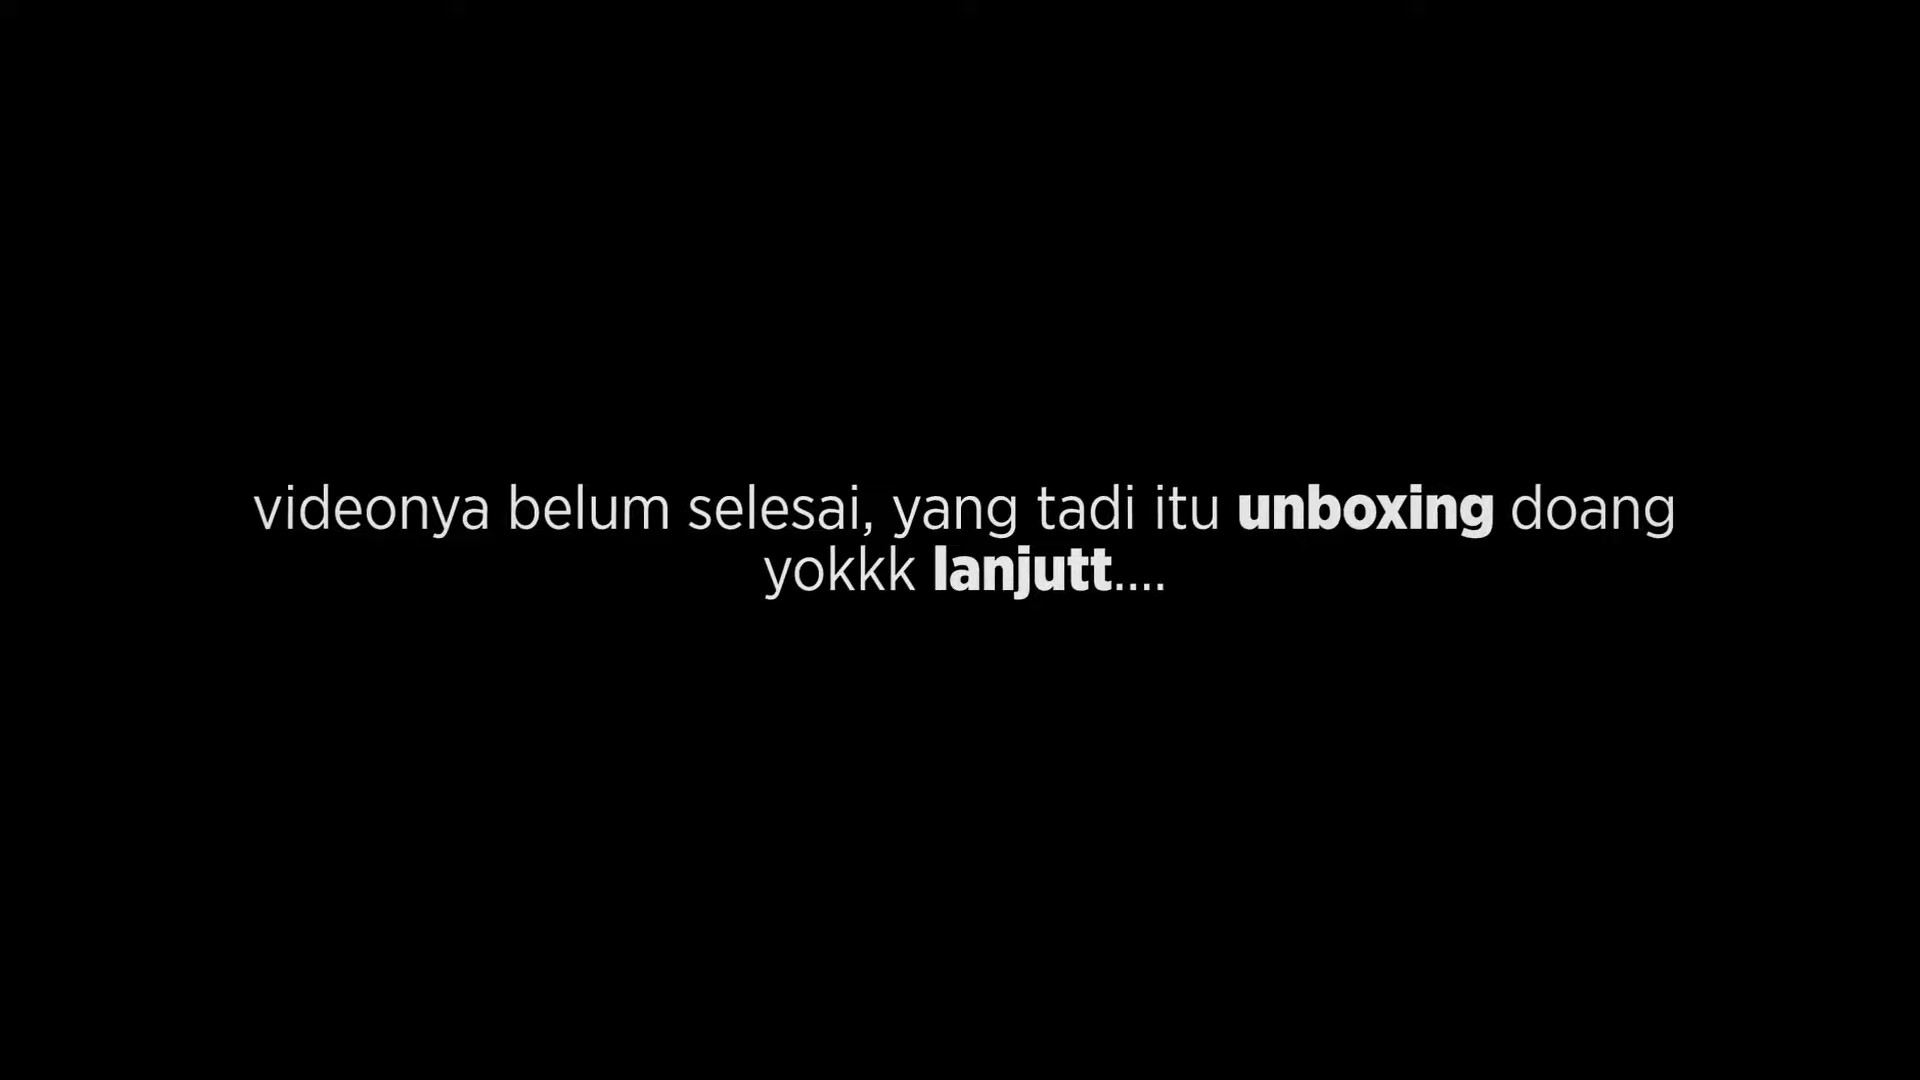 videonya belum selesai, yang tadi itu unboxing doang
yokkk lanjutt....